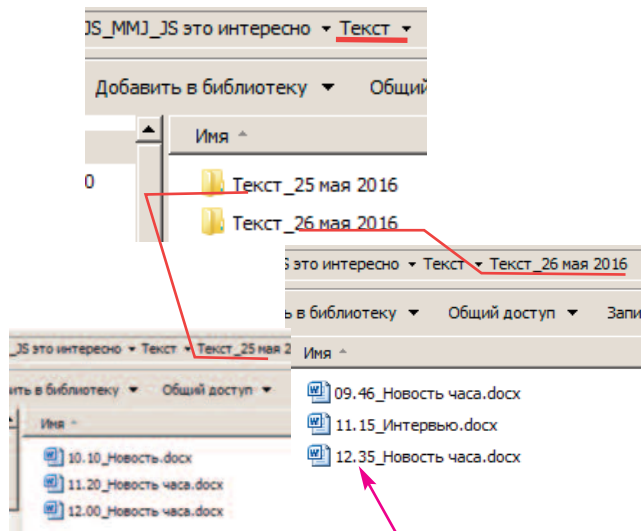 JS_MMJ_JS это интересно Текст
Добавить в библиотеку Общий
Имя
0
Текст_25 мая 2016
Текст_26 мая 2016
это интересно Текст Текст_26 мая 2016
в библиотеку Общий доступ Запи
Имя
09.46_Новость часа.docx
11.15_Интервью.docx
12.35_Новость часа.docx
_JS это интересно Текст Текст_25 мая 2
ить в библиотеку Общий доступ
Имя
10.10_Новость.docx
11.20_Новость часа.docx
12.00_Новость часа.docx